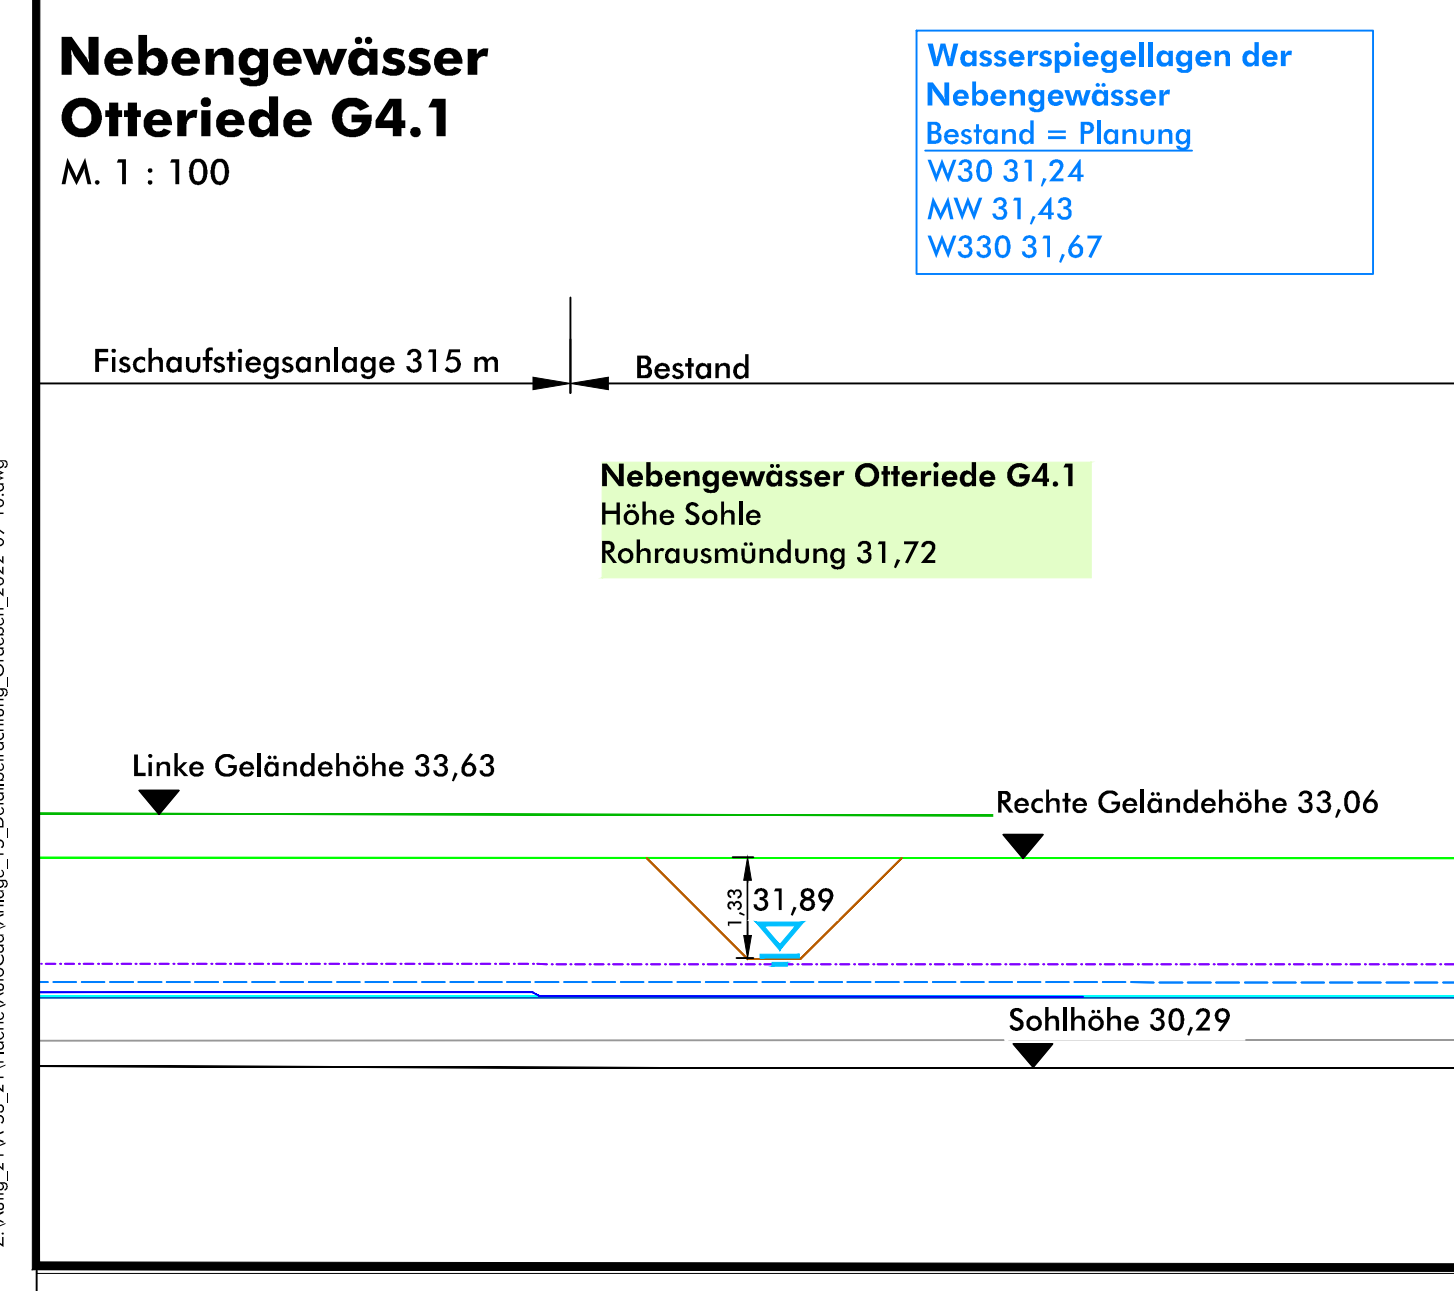 Nebengewässer
Otteriede G4.1
M. 1 : 100
Wasserspiegellagen der
Nebengewässer
Bestand = Planung
W30 31,24
MW 31,43
W330 31,67
Fischaufstiegsanlage 315 m
Bestand
Nebengewässer Otteriede G4.1
Höhe Sohle
Rohrausmündung 31,72
Linke Geländehöhe 33,63
Rechte Geländehöhe 33,06
1,33
31,89
Sohlhöhe 30,29